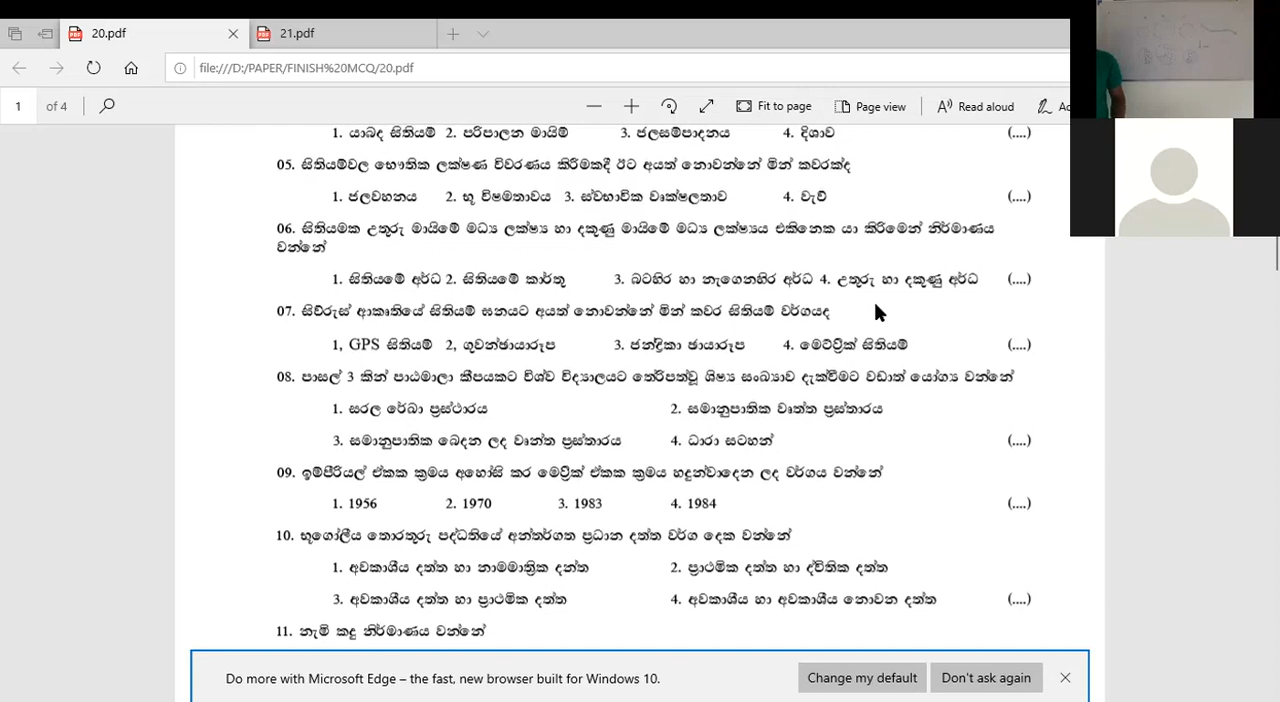 20.pdf
21.pdf
file:///D:/PAPER/FINISH%20MCQ/20.pdf
1 of 4
Fit to page
Page view
Read aloud
1. යාබද සිතියම් 2. පරිපාලන මායිම් 3. ජලසම්පාදනය 4. දිශාව (....)
05. සිතියම්වල භෞතික ලක්ෂණ විවරණය කිරීමකදී ඊට අයත් නොවන්නේ මින් කවරක්ද
1. ජලවහනය 2. භූ විෂමතාවය 3. ස්වභාවික වෘක්ෂලතාව 4. වැව් (....)
06. සිතියමක උතුරු මායිමේ මධ්‍ය ලක්ෂ්‍ය හා දකුණු මායිමේ මධ්‍ය ලක්ෂ්‍යය එකිනෙක යා කිරිමෙන් නිර්මාණය
වන්නේ
1. සිතියමේ අර්ධ 2. සිතියමේ කාර්තු 3. බටහිර හා නැගෙනහිර අර්ධ 4. උතුරු හා දකුණු අර්ධ (....)
07. සිව්රැස් ආකෘතියේ සිතියම් ඝනයට අයත් නොවන්නේ මින් කවර සිතියම් වර්ගයද
1, GPS සිතියම් 2, ගුවන්ඡායාරූප 3. ජන්ද්‍රිකා ඡායාරූප 4. මෙට්ට්‍රික් සිතියම් (....)
08. පාසල් 3 කින් පාඨමාලා කීපයකට විශ්ව විද්‍යාලයට තේරිපත්වූ ශිෂ්‍ය සංඛ්‍යාව දැක්වීමට වඩාත් යෝග්‍ය වන්නේ
1. සරල රේඛා ප්‍රස්ථාරය 2. සමානුපාතික වෘත්ත ප්‍රස්තාරය
3. සමානුපාතික බෙදන ලද වෘත්ත ප්‍රස්තාරය 4. ධාරා සටහන් (....)
09. ඉම්පීරියල් ඒකක ක්‍රමය අහෝසි කර මෙට්‍රික් ඒකක ක්‍රමය හදුන්වාදෙන ලද වර්ගය වන්නේ
1. 1956 2. 1970 3. 1983 4. 1984 (....)
10. භූගෝලීය තොරතුරු පද්ධතියේ අන්තර්ගත ප්‍රධාන දත්ත වර්ග දෙක වන්නේ
1. අවකාශීය දත්ත හා නාමමාත්‍රික දත්ත 2. ප්‍රාථමික දත්ත හා ද්විතික දත්ත
3. අවකාශීය දත්ත හා ප්‍රාථමික දත්ත 4. අවකාශීය හා අවකාශීය නොවන දත්ත (....)
11. නැමි කඳු නිර්මාණය වන්නේ
Do more with Microsoft Edge – the fast, new browser built for Windows 10.
Change my default
Don't ask again